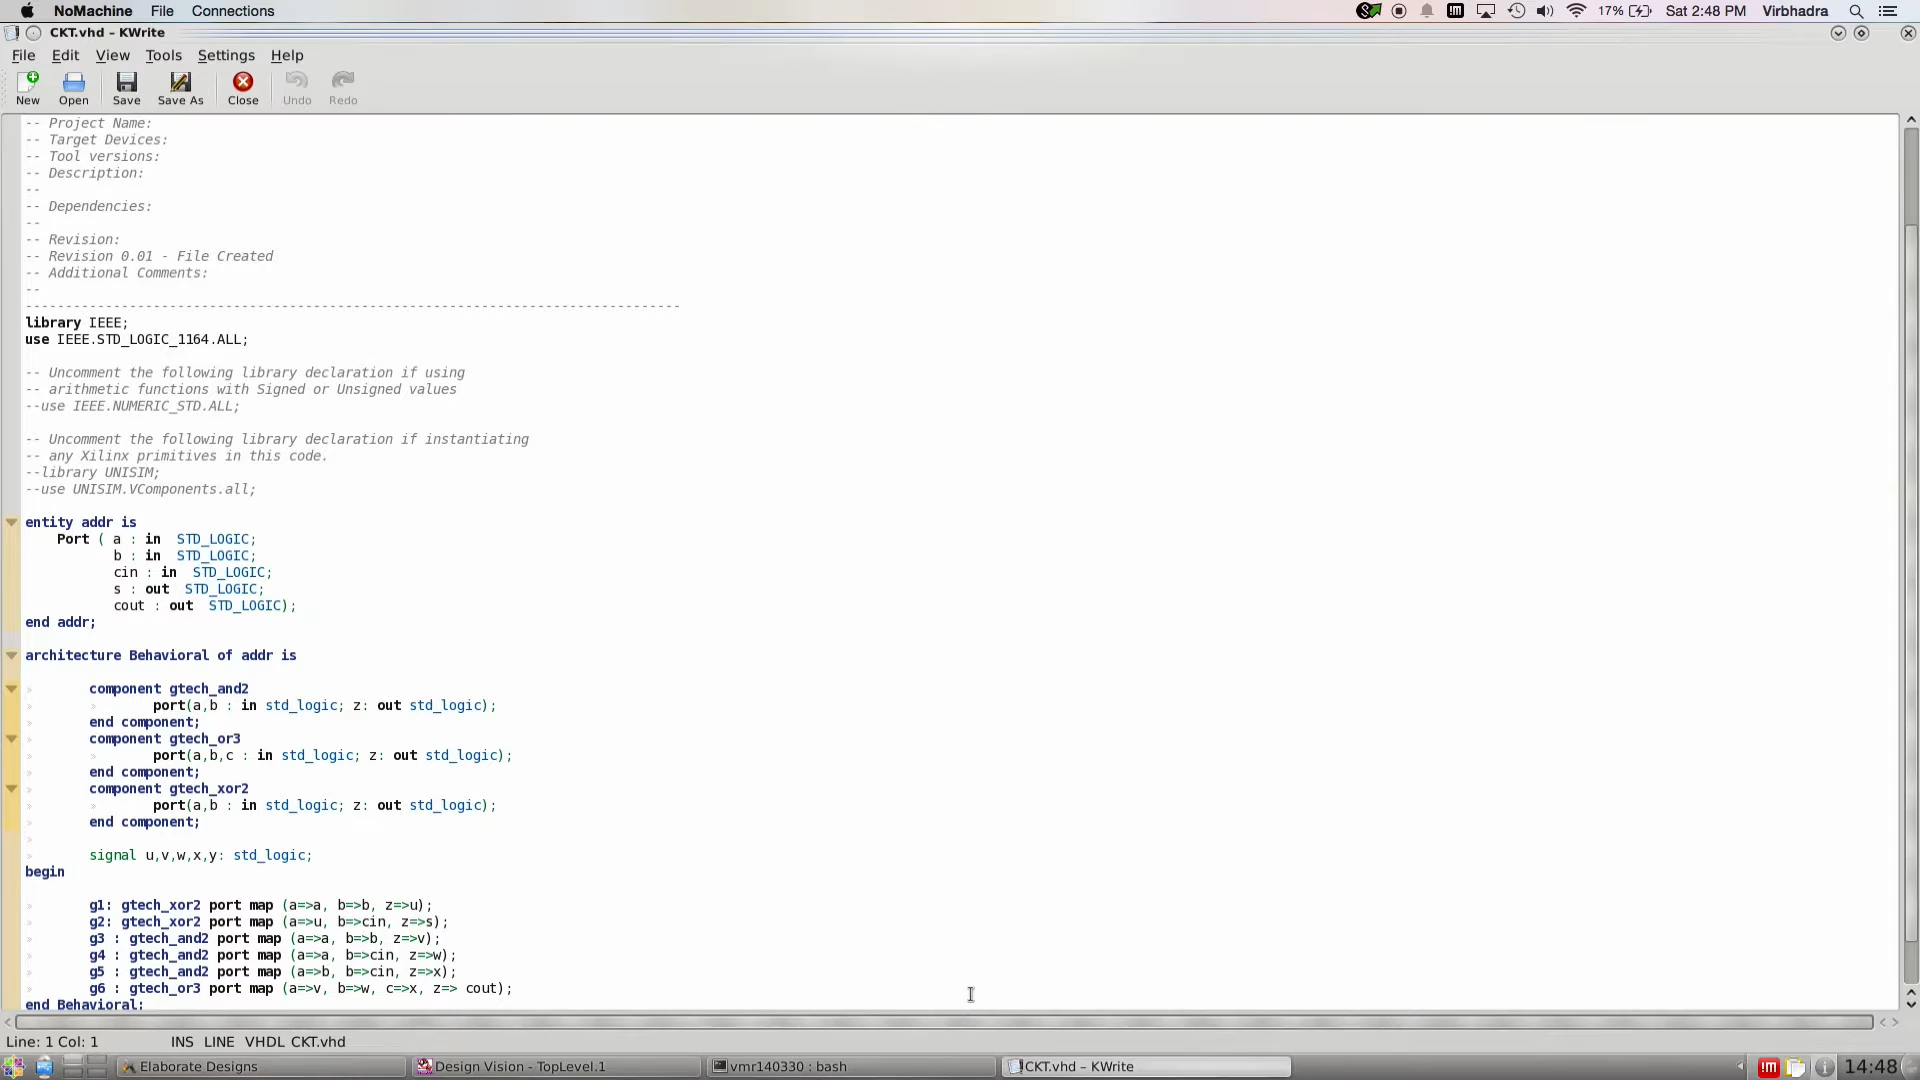 NoMachine File Connections 17% Sat 2:48 PM Virbhadra
CKT.vhd – KWrite
File Edit View Tools Settings Help
New Open Save Save As Close Undo Redo
-- Project Name:
-- Target Devices:
-- Tool versions:
-- Description:
--
-- Dependencies:
--
-- Revision:
-- Revision 0.01 - File Created
-- Additional Comments:
--
----------------------------------------------------------------------------------
library IEEE;
use IEEE.STD_LOGIC_1164.ALL;
-- Uncomment the following library declaration if using
-- arithmetic functions with Signed or Unsigned values
--use IEEE.NUMERIC_STD.ALL;
-- Uncomment the following library declaration if instantiating
-- any Xilinx primitives in this code.
--library UNISIM;
--use UNISIM.VComponents.all;
entity addr is
Port ( a : in  STD_LOGIC;
b : in  STD_LOGIC;
cin : in  STD_LOGIC;
s : out  STD_LOGIC;
cout : out  STD_LOGIC);
end addr;
architecture Behavioral of addr is
component gtech_and2
port(a,b : in std_logic; z: out std_logic);
end component;
component gtech_or3
port(a,b,c : in std_logic; z: out std_logic);
end component;
component gtech_xor2
port(a,b : in std_logic; z: out std_logic);
end component;
signal u,v,w,x,y: std_logic;
begin
g1: gtech_xor2 port map (a=>a, b=>b, z=>u);
g2: gtech_xor2 port map (a=>u, b=>cin, z=>s);
g3 : gtech_and2 port map (a=>a, b=>b, z=>v);
g4 : gtech_and2 port map (a=>a, b=>cin, z=>w);
g5 : gtech_and2 port map (a=>b, b=>cin, z=>x);
g6 : gtech_or3 port map (a=>v, b=>w, c=>x, z=> cout);
end Behavioral;
Line: 1 Col: 1 INS LINE VHDL CKT.vhd
Elaborate Designs Design Vision - TopLevel.1 vmr140330 : bash CKT.vhd – KWrite !m 14:48